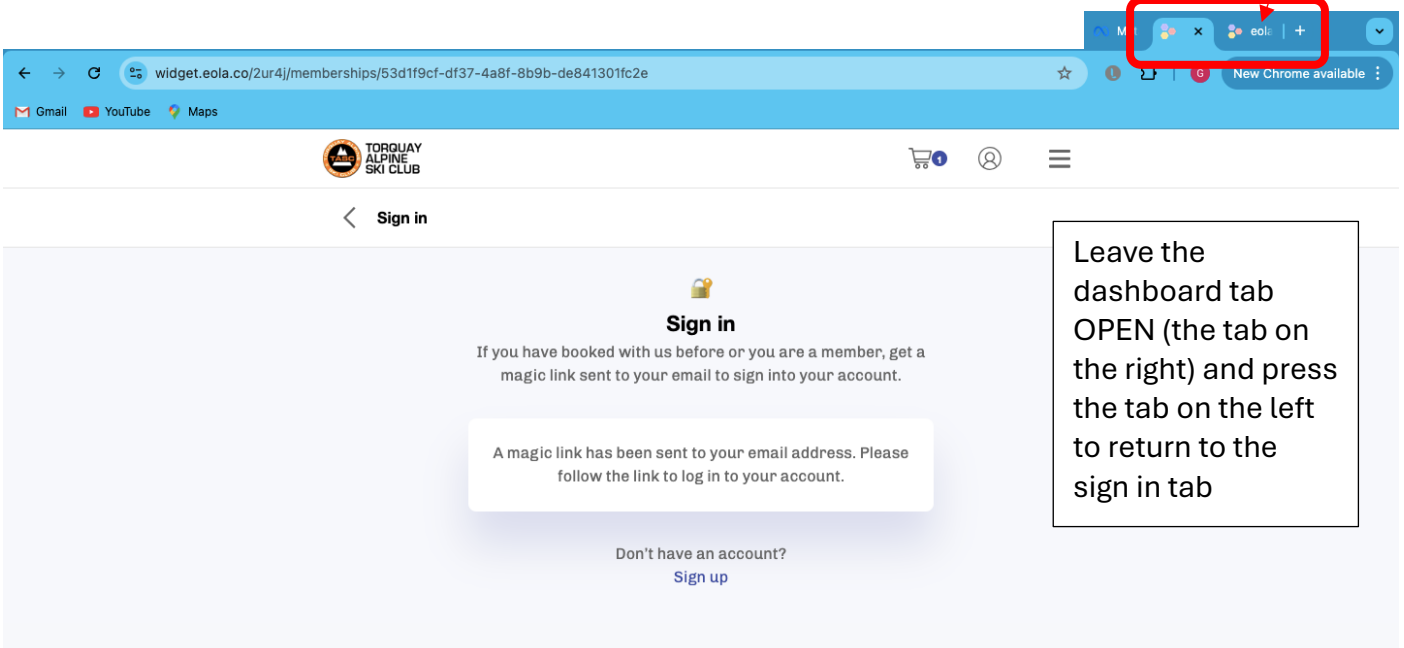 M t
eola
widget.eola.co/2ur4j/memberships/53d1f9cf-df37-4a8f-8b9b-de841301fc2e
G
New Chrome available
Gmail YouTube Maps
TASC
TORQUAY
ALPINE
SKI CLUB
1
Sign in
Sign in
If you have booked with us before or you are a member, get a
magic link sent to your email to sign into your account.
A magic link has been sent to your email address. Please
follow the link to log in to your account.
Don't have an account?
Sign up
Leave the
dashboard tab
OPEN (the tab on
the right) and press
the tab on the left
to return to the
sign in tab